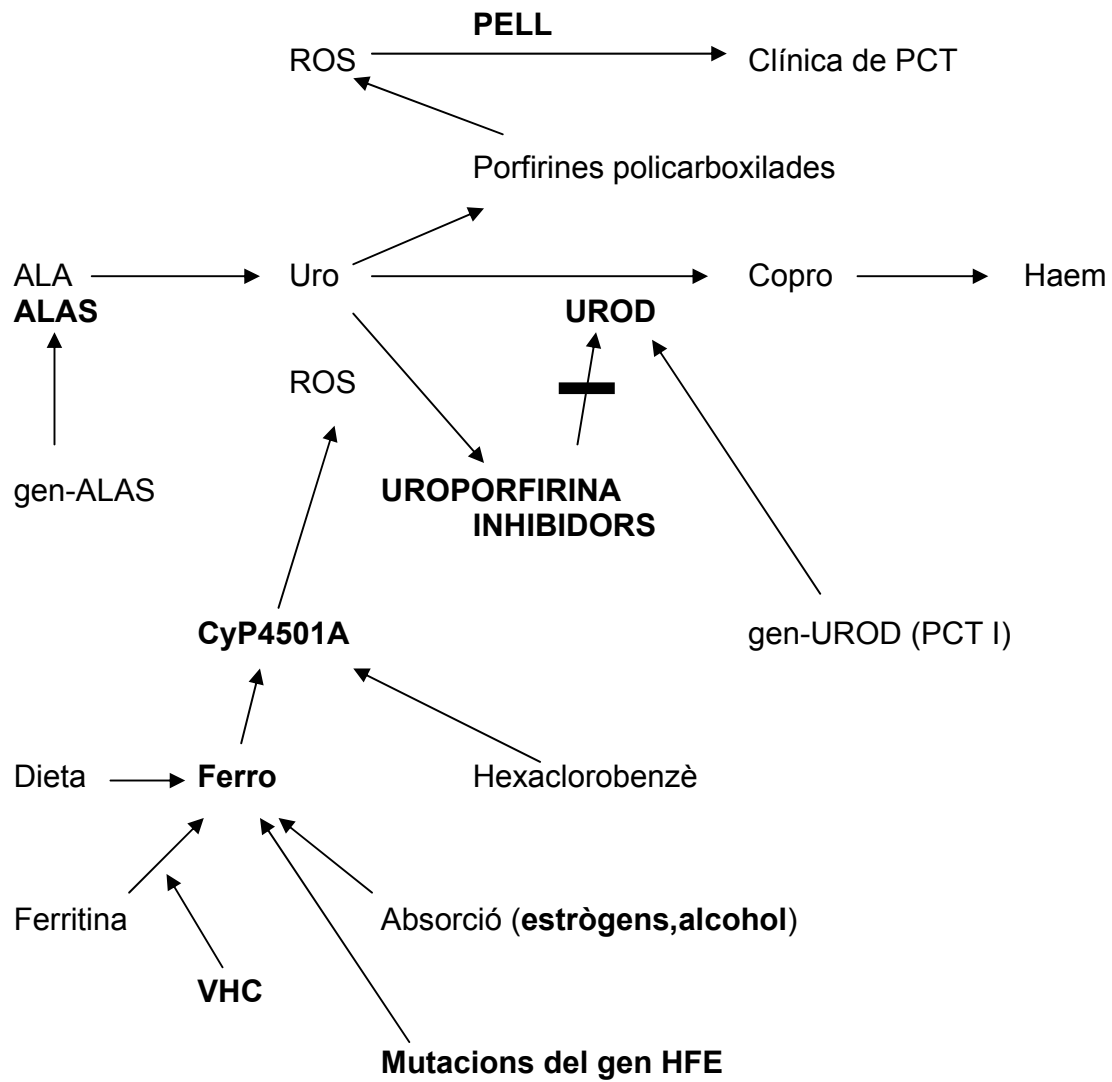 PELL
ROS
Clínica de PCT
Porfirines policarboxilades
ALA
Uro
Copro
Haem
ALAS
UROD
ROS
gen-ALAS
UROPORFIRINA
INHIBIDORS
CyP4501A
gen-UROD (PCT I)
Dieta
Ferro
Hexaclorobenzè
Ferritina
Absorció (estrògens,alcohol)
VHC
Mutacions del gen HFE